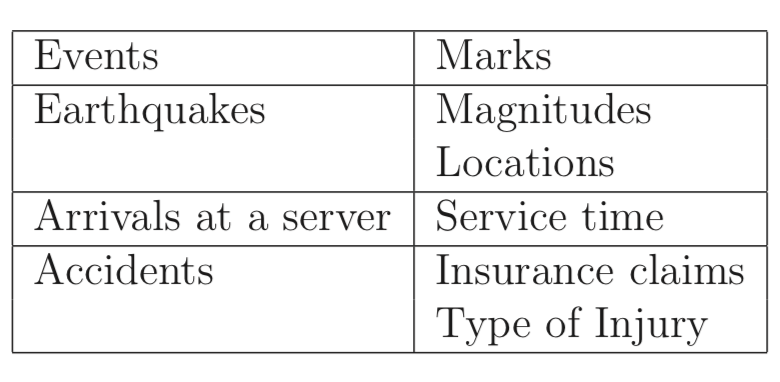 Events Marks
Earthquakes Magnitudes
Locations
Arrivals at a server Service time
Accidents Insurance claims
Type of Injury